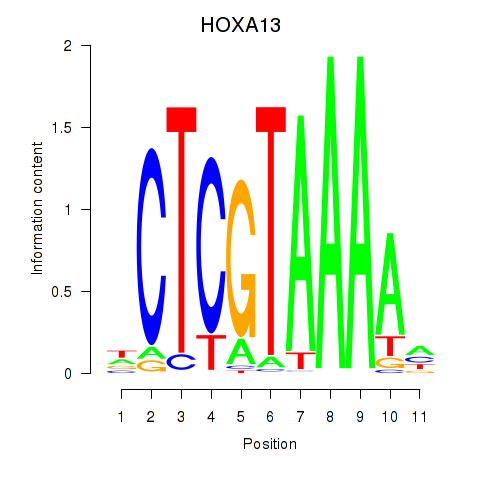 HOXA13
Information content
2
1.5
1
0.5
0
T A G C
C A G
T C
C T
G A C T
T A C
A T
A
A
A T G C
A C T G
1 2 3 4 5 6 7 8 9 10 11
Position